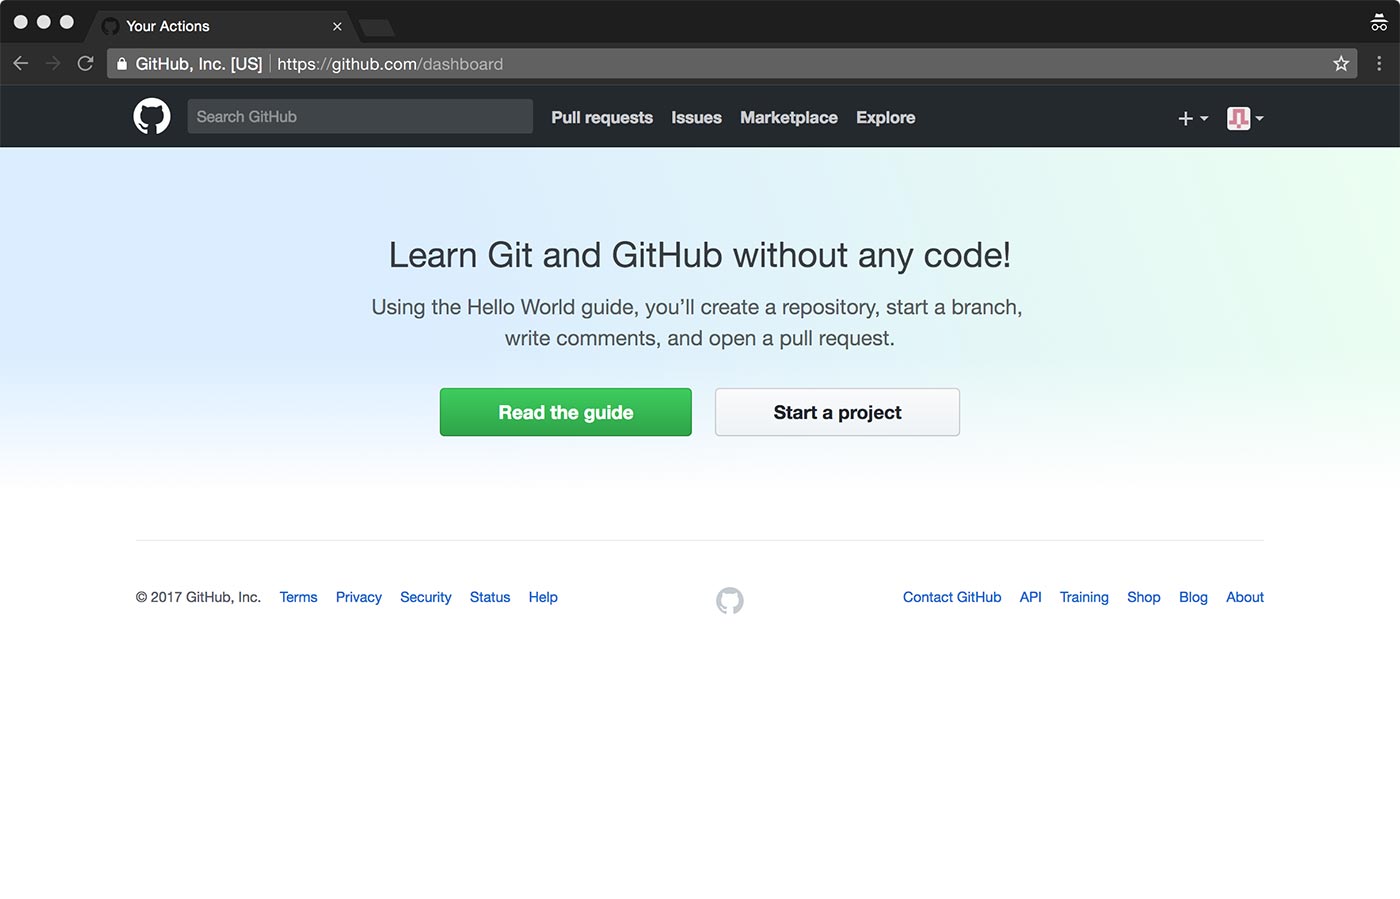 Your Actions
GitHub, Inc. [US] https://github.com/dashboard
Search GitHub Pull requests Issues Marketplace Explore
Learn Git and GitHub without any code!
Using the Hello World guide, you’ll create a repository, start a branch,
write comments, and open a pull request.
Read the guide Start a project
© 2017 GitHub, Inc. Terms Privacy Security Status Help Contact GitHub API Training Shop Blog About